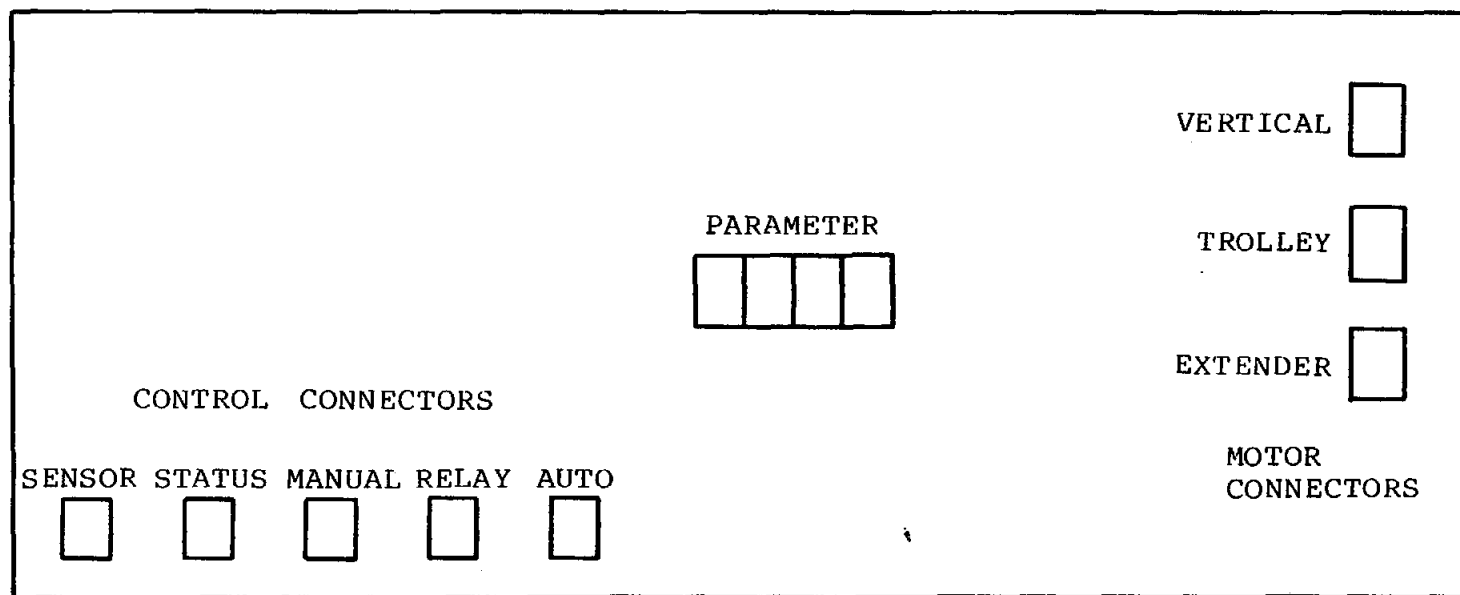 VERTICAL
PARAMETER
TROLLEY
EXTENDER
CONTROL CONNECTORS
MOTOR
CONNECTORS
SENSOR STATUS MANUAL RELAY AUTO